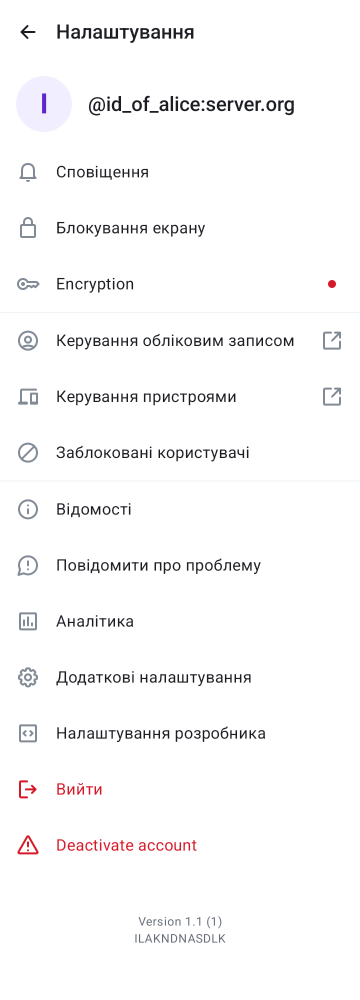 Налаштування
I
@id_of_alice:server.org
Сповіщення
Блокування екрану
Encryption
Керування обліковим записом
Керування пристроями
Заблоковані користувачі
Відомості
Повідомити про проблему
Аналітика
Додаткові налаштування
Налаштування розробника
Вийти
Deactivate account
Version 1.1 (1)
ILAKNDNASDLK